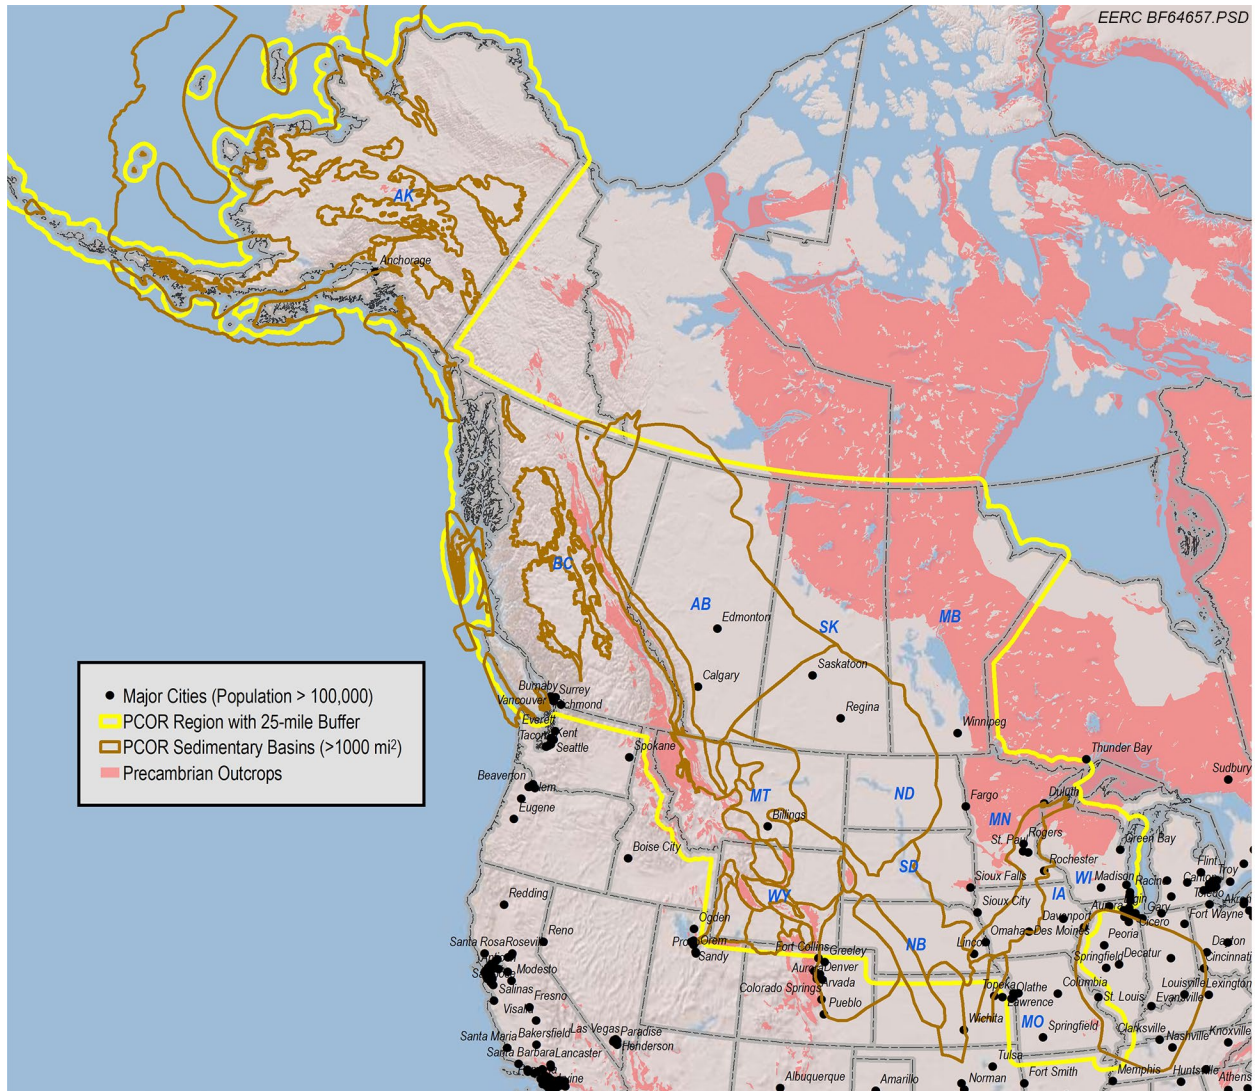 EERC BF64657.PSD
AK
Anchorage
BC
AB
Edmonton
SK
MB
Calgary
Saskatoon
Regina
Winnipeg
Burnaby
Surrey
Vancouver
Richmond
Everett
Kent
Seattle
Spokane
Thunder Bay
Sudbury
Major Cities (Population > 100,000)
PCOR Region with 25-mile Buffer
PCOR Sedimentary Basins (>1000 mi²)
Precambrian Outcrops
Beaverton
Eugene
MT
Billings
ND
Fargo
MN
Duluth
St. Paul
Rogers
Green Bay
Flint
Troy
Boise City
Rochester
SD
Sioux Falls
WI
Madison
Toledo
WY
IA
Redding
Sioux City
Davenport
Gary
Cicero
Fort Wayne
Ogden
Reno
Orem
Sandy
Fort Collins
Greeley
NB
Omaha
Des Moines
Peoria
Santa Rosa
Denver
Arvada
Springfield
Decatur
Modesto
Colorado Springs
Topeka
Olathe
Columbia
Lawrence
Salinas
Fresno
Pueblo
St. Louis
Evansville
Louisville
Lexington
Visalia
Wichita
MO
Springfield
Santa Maria
Bakersfield
Las Vegas
Paradise
Henderson
Clarksville
Nashville
Knoxville
Santa Barbara
Lancaster
Tulsa
Albuquerque
Amarillo
Norman
Fort Smith
Memphis
Athens